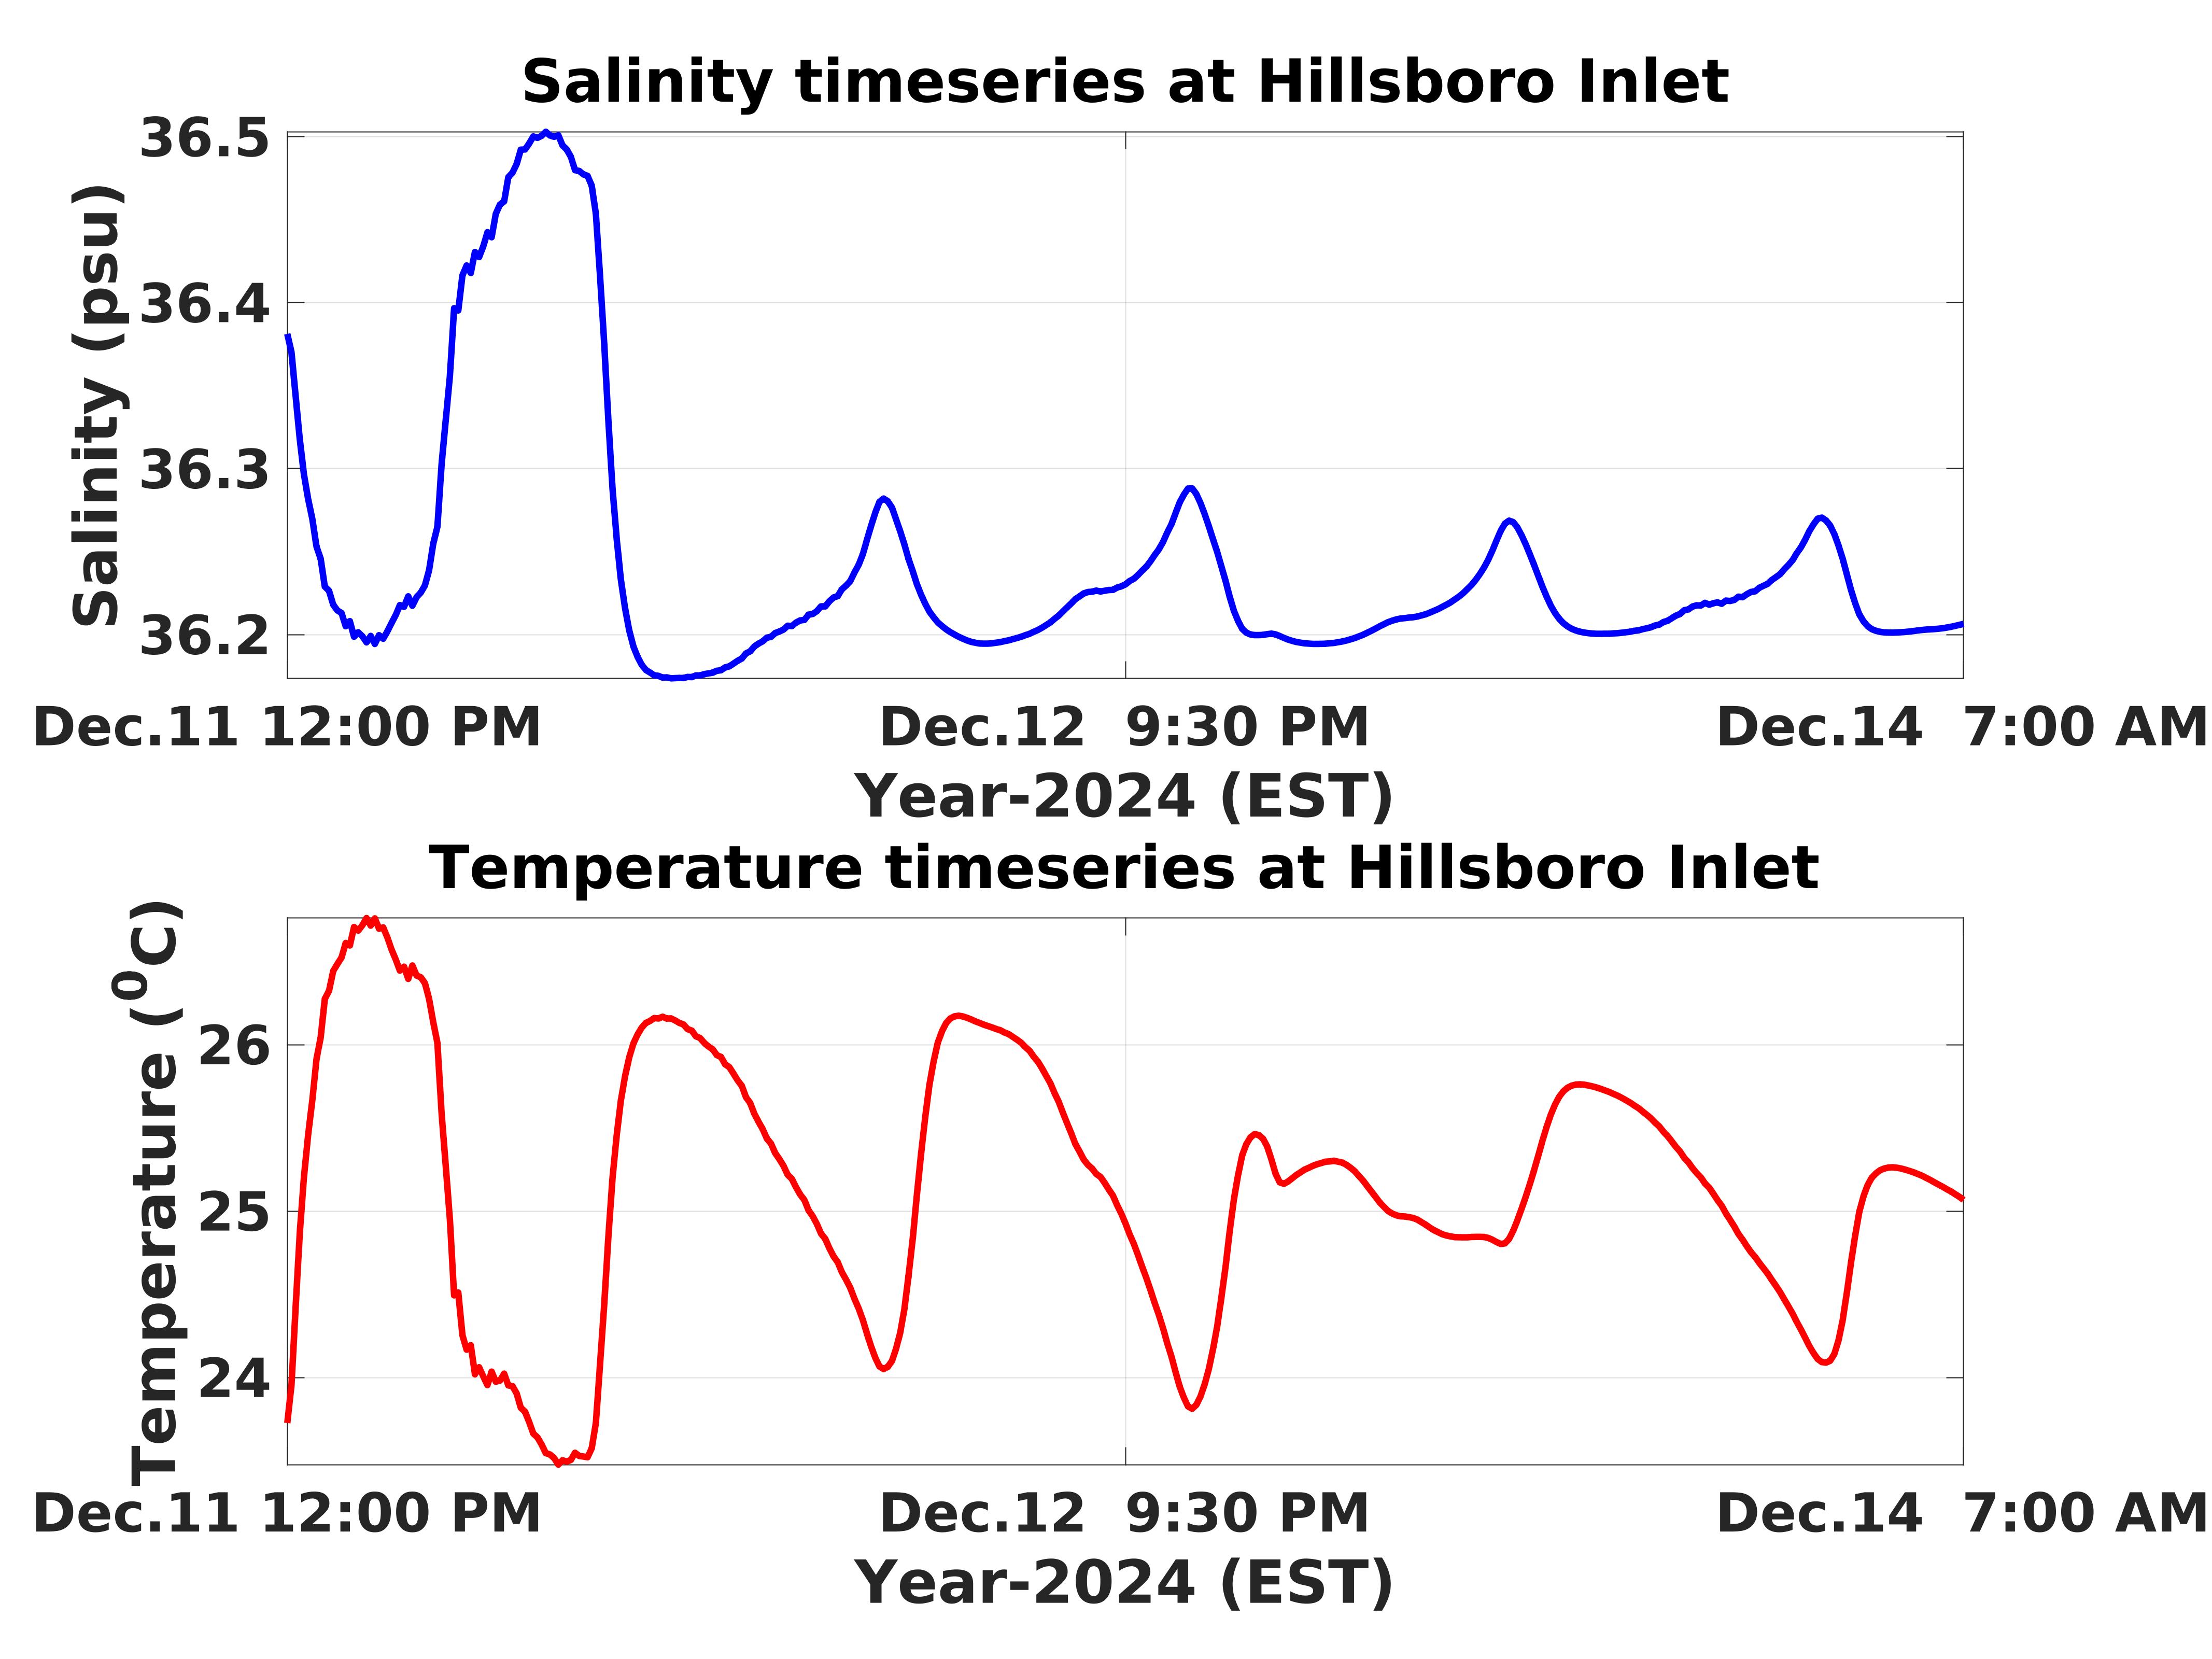 Salinity timeseries at Hillsboro Inlet
Salinity (psu)
36.5
36.4
36.3
36.2
Dec.11 12:00 PM
Dec.12  9:30 PM
Dec.14  7:00 AM
Year-2024 (EST)
Temperature timeseries at Hillsboro Inlet
Temperature (⁰C)
26
25
24
Dec.11 12:00 PM
Dec.12  9:30 PM
Dec.14  7:00 AM
Year-2024 (EST)